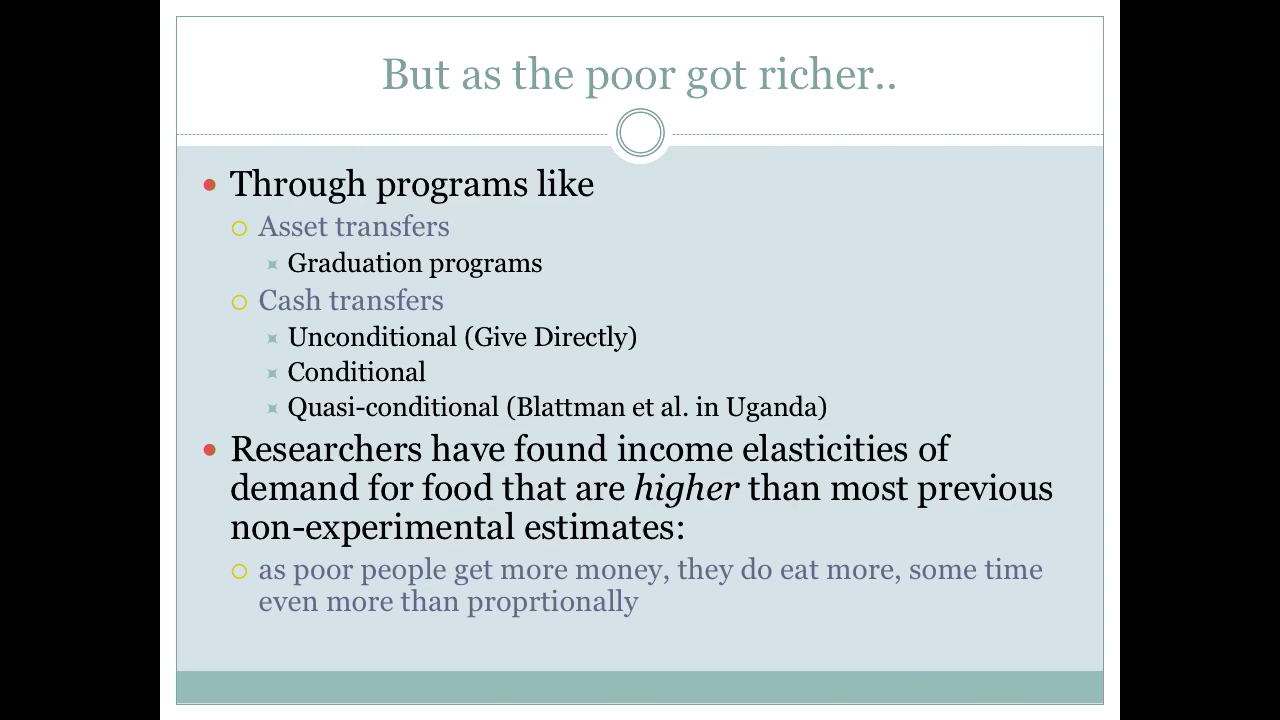 But as the poor got richer..
Through programs like
Asset transfers
Graduation programs
Cash transfers
Unconditional (Give Directly)
Conditional
Quasi-conditional (Blattman et al. in Uganda)
Researchers have found income elasticities of
demand for food that are higher than most previous
non-experimental estimates:
as poor people get more money, they do eat more, some time
even more than proprtionally